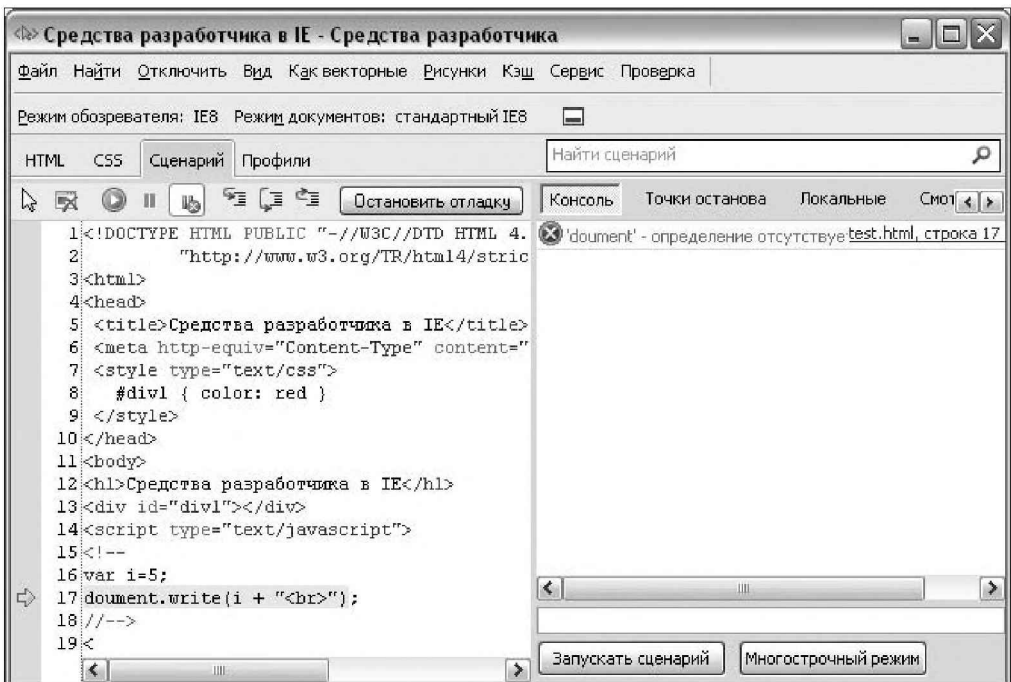 Средства разработчика в IE - Средства разработчика
Файл Найти Отключить Вид Как векторные Рисунки Кэш Сервис Проверка
Режим обозревателя: IE8 Режим документов: стандартный IE8
HTML CSS Сценарий Профили
Найти сценарий
Остановить отладку
Консоль Точки останова Локальные Смот
1 <!DOCTYPE HTML PUBLIC "-//W3C//DTD HTML 4.
2 "http://www.w3.org/TR/html4/stric
3 <html>
4 <head>
5 <title>Средства разработчика в IE</title>
6 <meta http-equiv="Content-Type" content="
7 <style type="text/css">
8 #div1 { color: red }
9 </style>
10 </head>
11 <body>
12 <h1>Средства разработчика в IE</h1>
13 <div id="div1"></div>
14 <script type="text/javascript">
15 <!--
16 var i=5;
17 doument.write(i + "<br>");
18 //-->
19 <
'doument' - определение отсутствуе test.html, строка 17
Запускать сценарий Многострочный режим